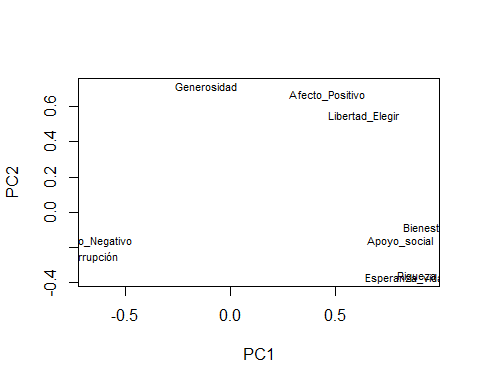 Generosidad
Afecto_Positivo
Libertad_Elegir
Bienest
o_Negativo
Apoyo_social
rrupción
Riqueza
Esperanza_vida
PC2
-0.4
0.0
0.2
0.4
0.6
-0.5
0.0
0.5
PC1